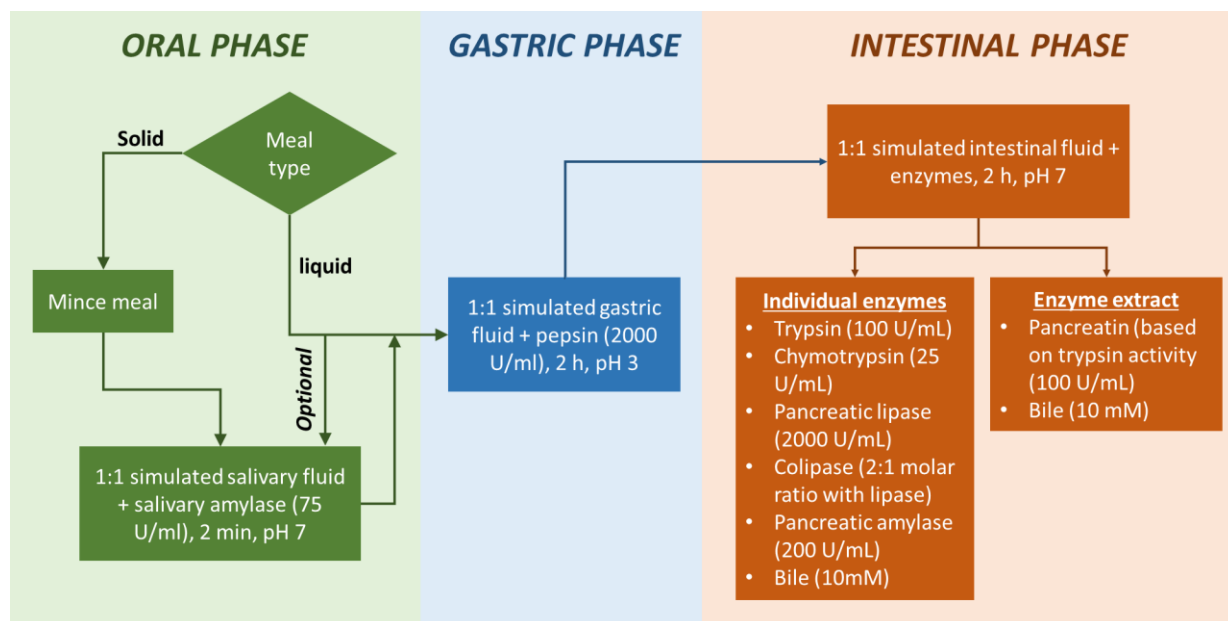 ORAL PHASE
Solid
Meal
type
liquid
Mince meal
Optional
1:1 simulated salivary fluid
+ salivary amylase (75
U/ml), 2 min, pH 7
GASTRIC PHASE
1:1 simulated gastric
fluid + pepsin (2000
U/ml), 2 h, pH 3
INTESTINAL PHASE
1:1 simulated intestinal fluid +
enzymes, 2 h, pH 7
Individual enzymes
• Trypsin (100 U/mL)
• Chymotrypsin (25
U/mL)
• Pancreatic lipase
(2000 U/mL)
• Colipase (2:1 molar
ratio with lipase)
• Pancreatic amylase
(200 U/mL)
• Bile (10mM)
Enzyme extract
• Pancreatin (based
on trypsin activity
(100 U/mL)
• Bile (10 mM)